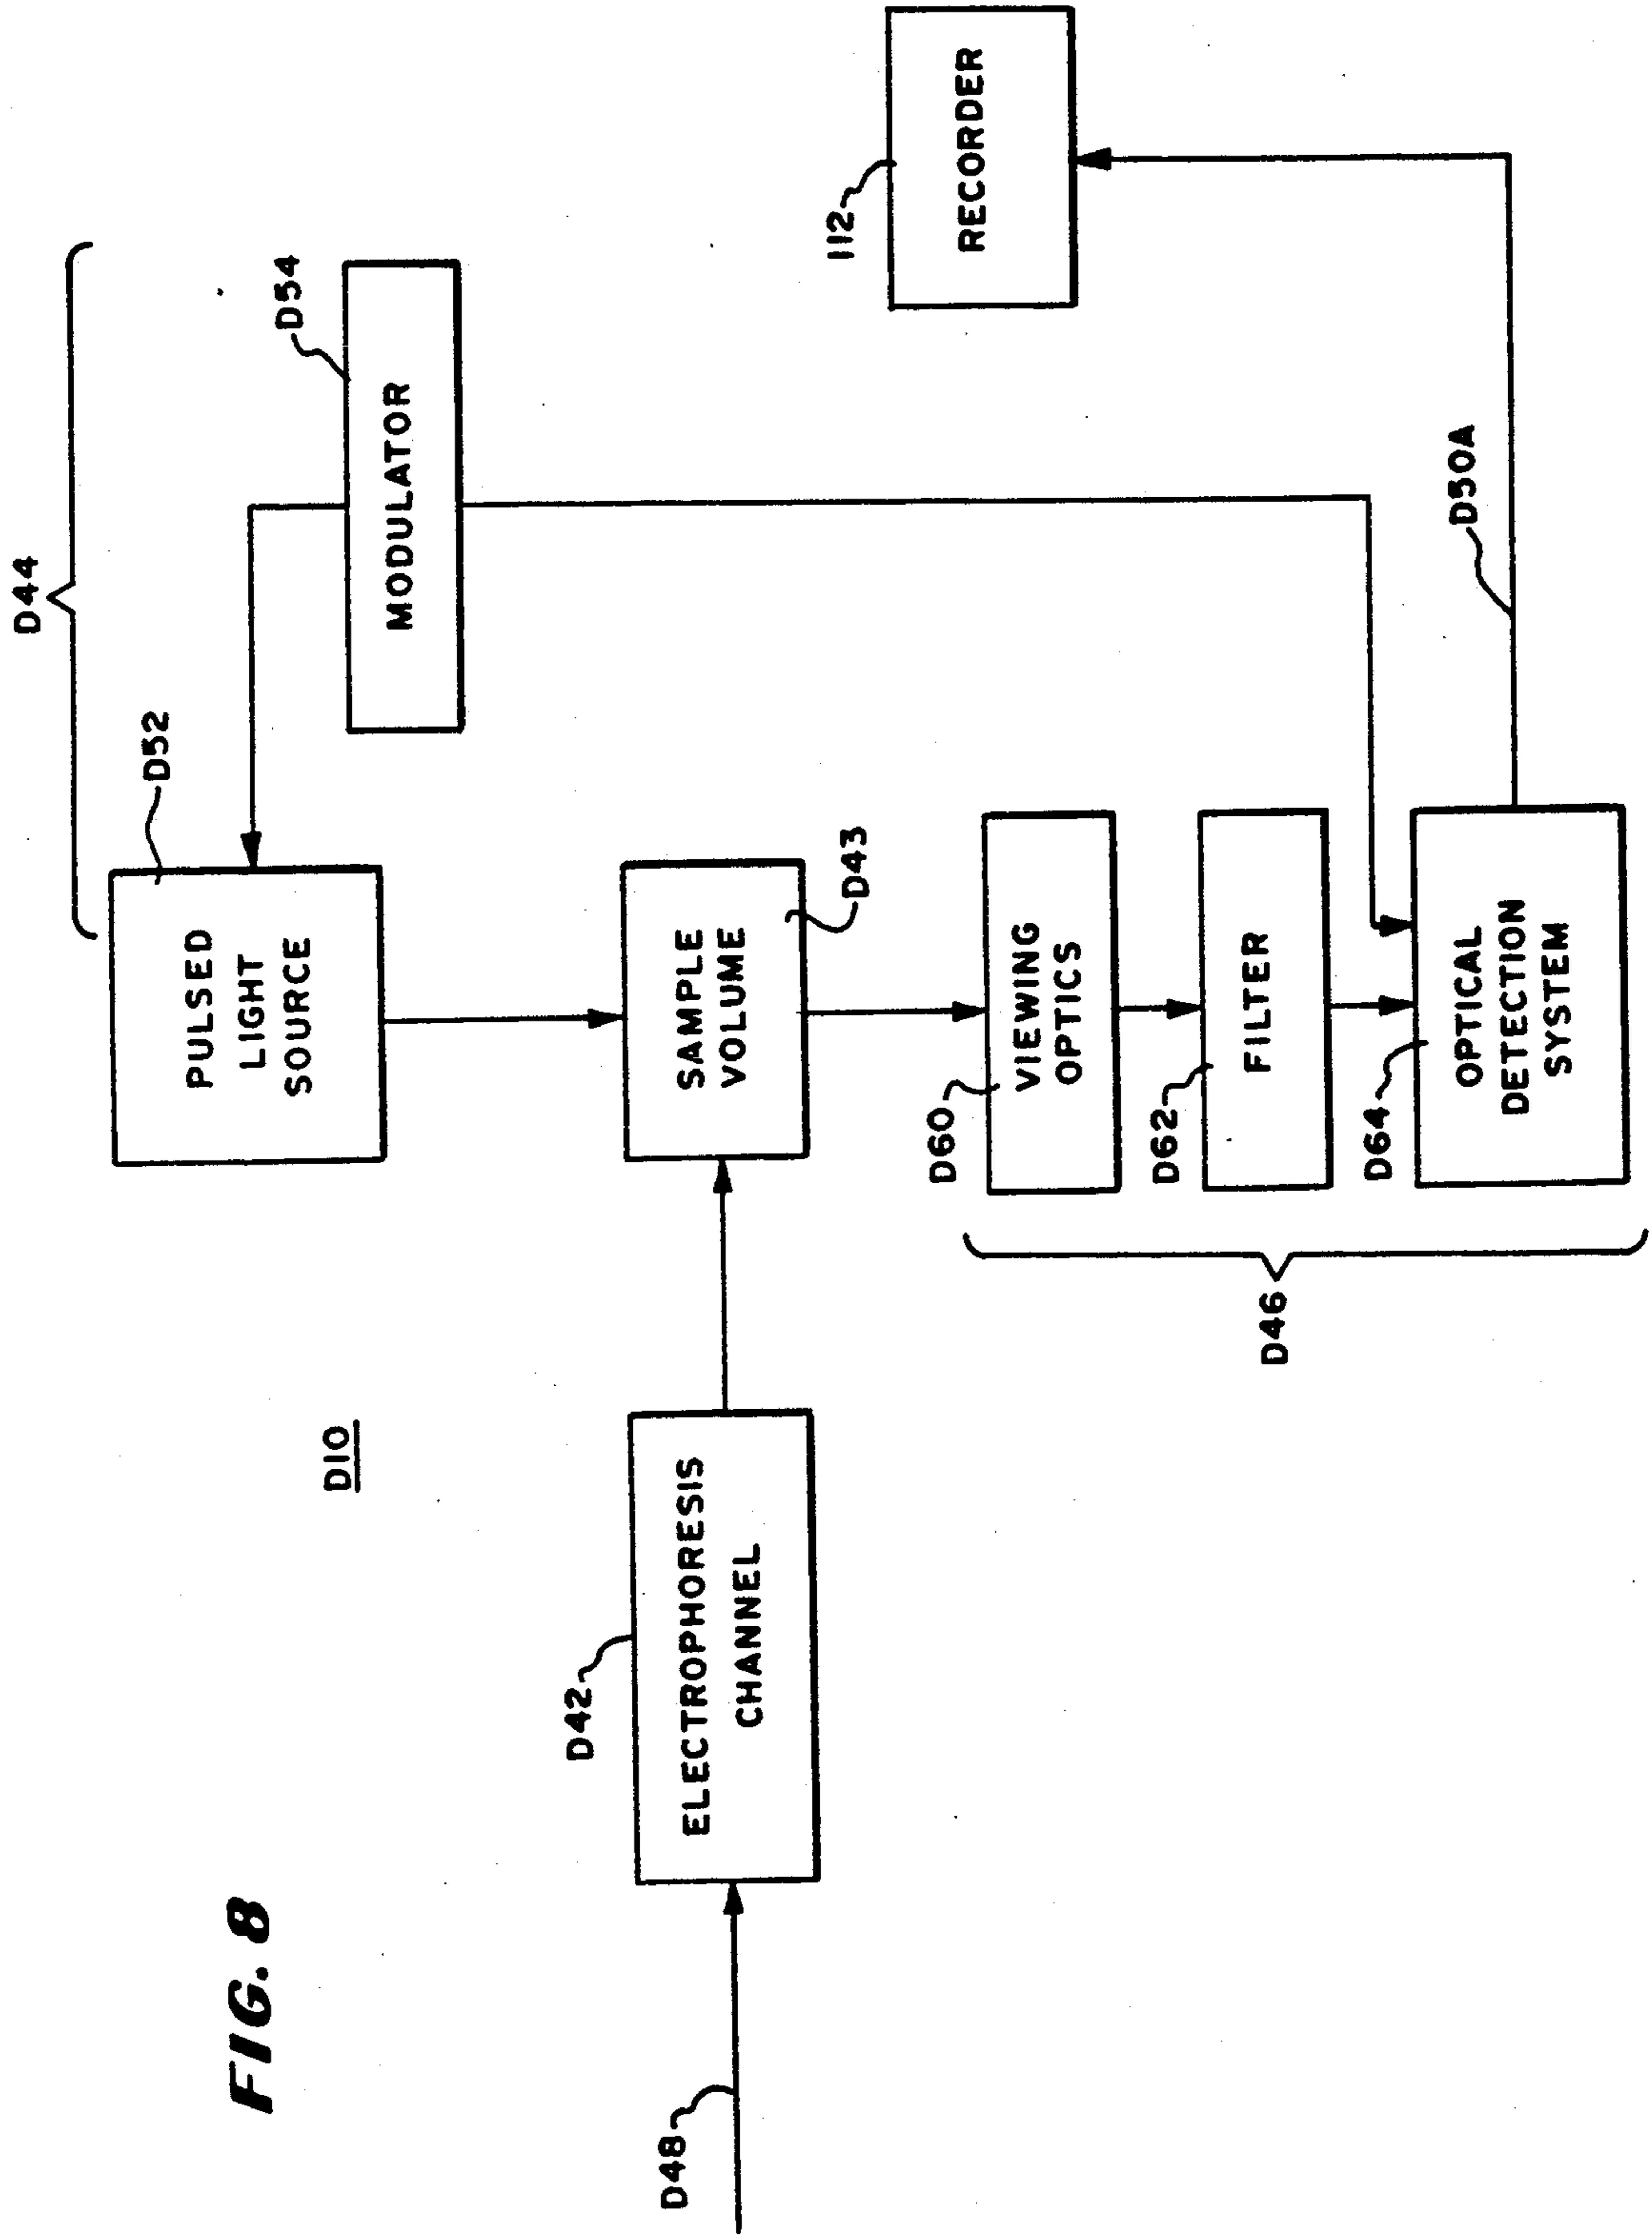 FIG. 8
D10
D44
D52
PULSED
LIGHT
SOURCE
D54
MODULATOR
112
RECORDER
D48
D42
ELECTROPHORESIS
CHANNEL
SAMPLE
VOLUME
D43
D60
VIEWING
OPTICS
D62
FILTER
D64
OPTICAL
DETECTION
SYSTEM
D50A
D46